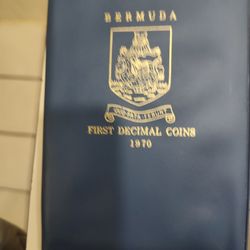 BERMUDA
QUO FATA FERUNT
FIRST DECIMAL COINS
1970